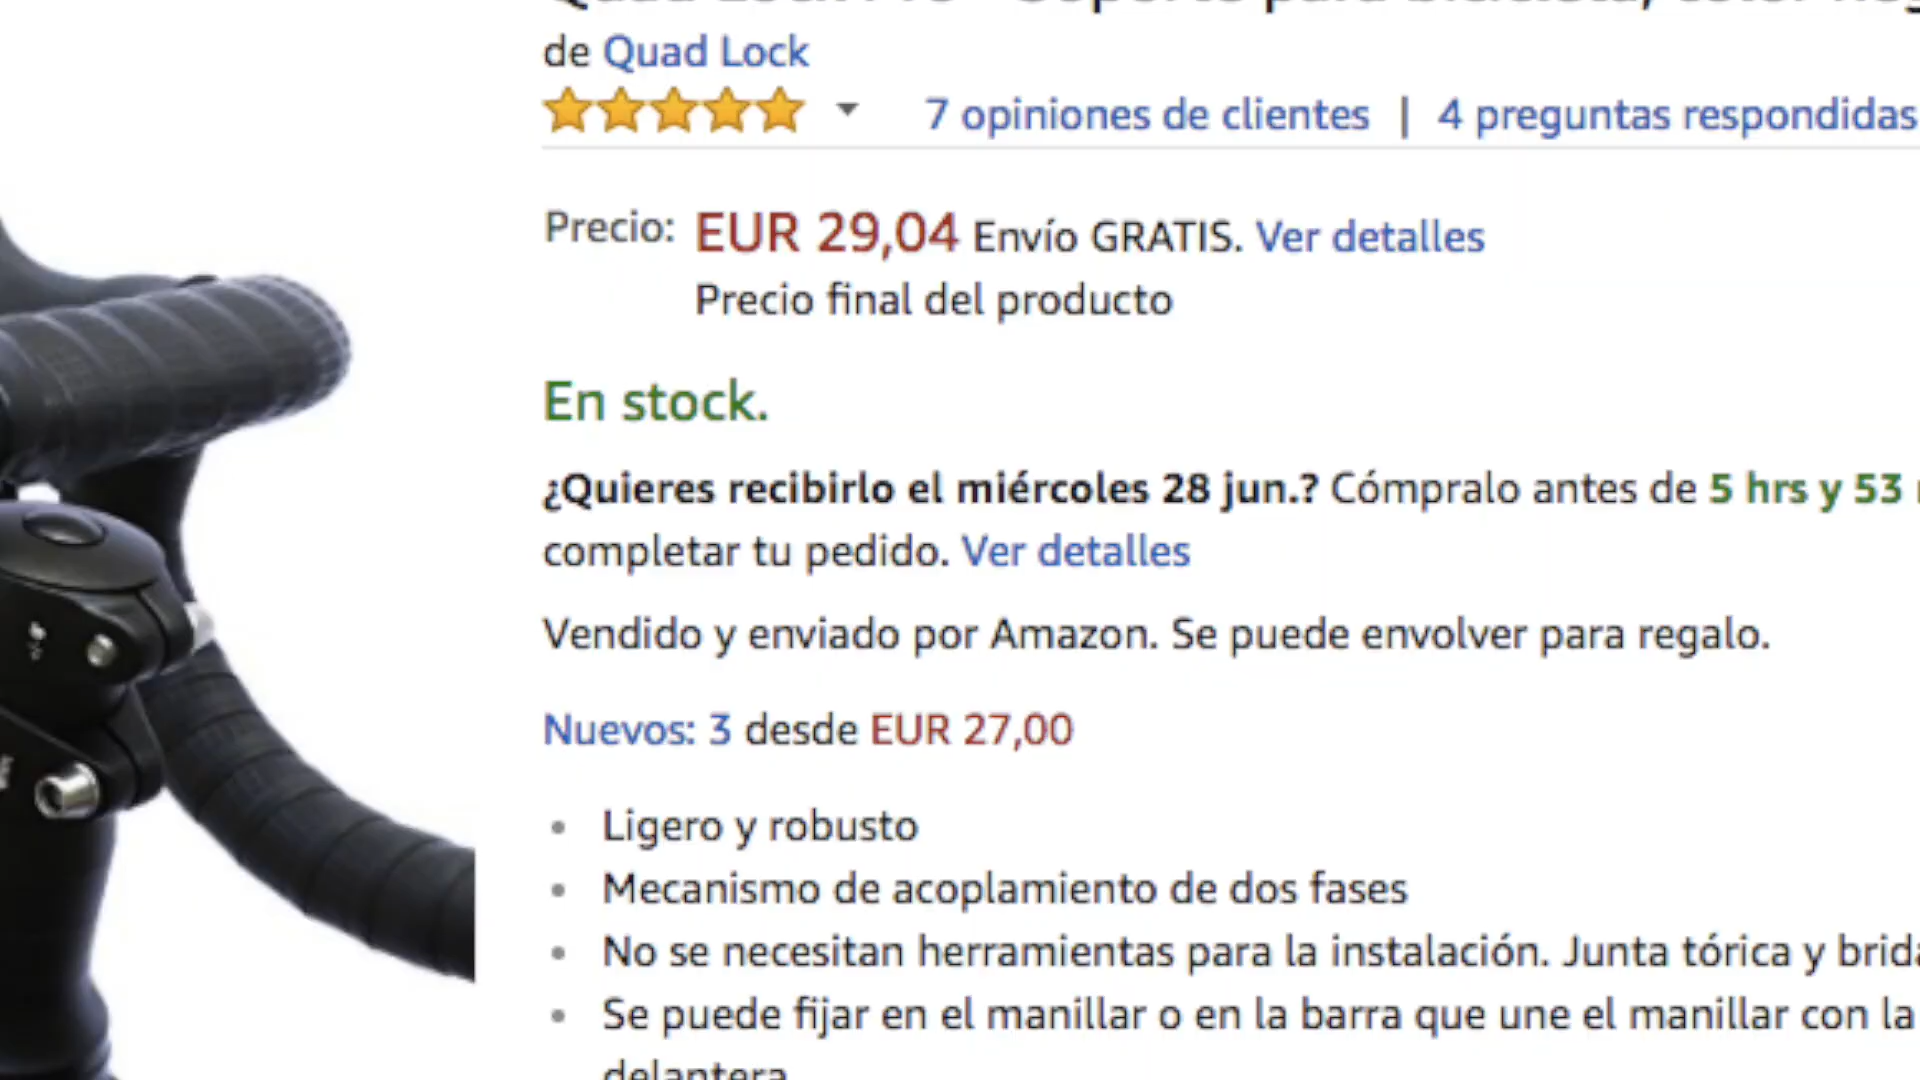 de Quad Lock
7 opiniones de clientes | 4 preguntas respondidas
Precio: EUR 29,04 Envío GRATIS. Ver detalles
Precio final del producto
En stock.
¿Quieres recibirlo el miércoles 28 jun.? Cómpralo antes de 5 hrs y 53
completar tu pedido. Ver detalles
Vendido y enviado por Amazon. Se puede envolver para regalo.
Nuevos: 3 desde EUR 27,00
• Ligero y robusto
• Mecanismo de acoplamiento de dos fases
• No se necesitan herramientas para la instalación. Junta tórica y brida
• Se puede fijar en el manillar o en la barra que une el manillar con la
delantera